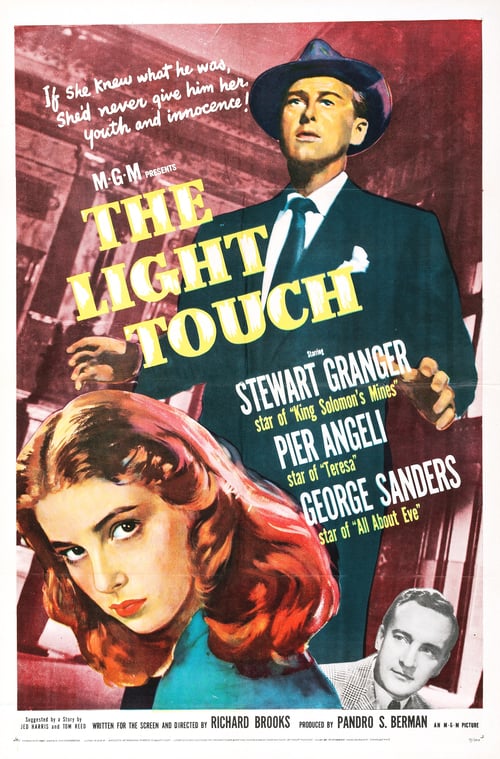 If she knew what he was,
She'd never give him her
youth and innocence!
M-G-M PRESENTS
THE
LIGHT
TOUCH
Starring
STEWART GRANGER
star of "King Solomon's Mines"
PIER ANGELI
star of "Teresa"
GEORGE SANDERS
star of "All About Eve"
Suggested by a Story by
JED HARRIS and TOM REED
WRITTEN FOR THE SCREEN AND DIRECTED BY RICHARD BROOKS
PRODUCED BY PANDRO S. BERMAN
AN M-G-M PICTURE